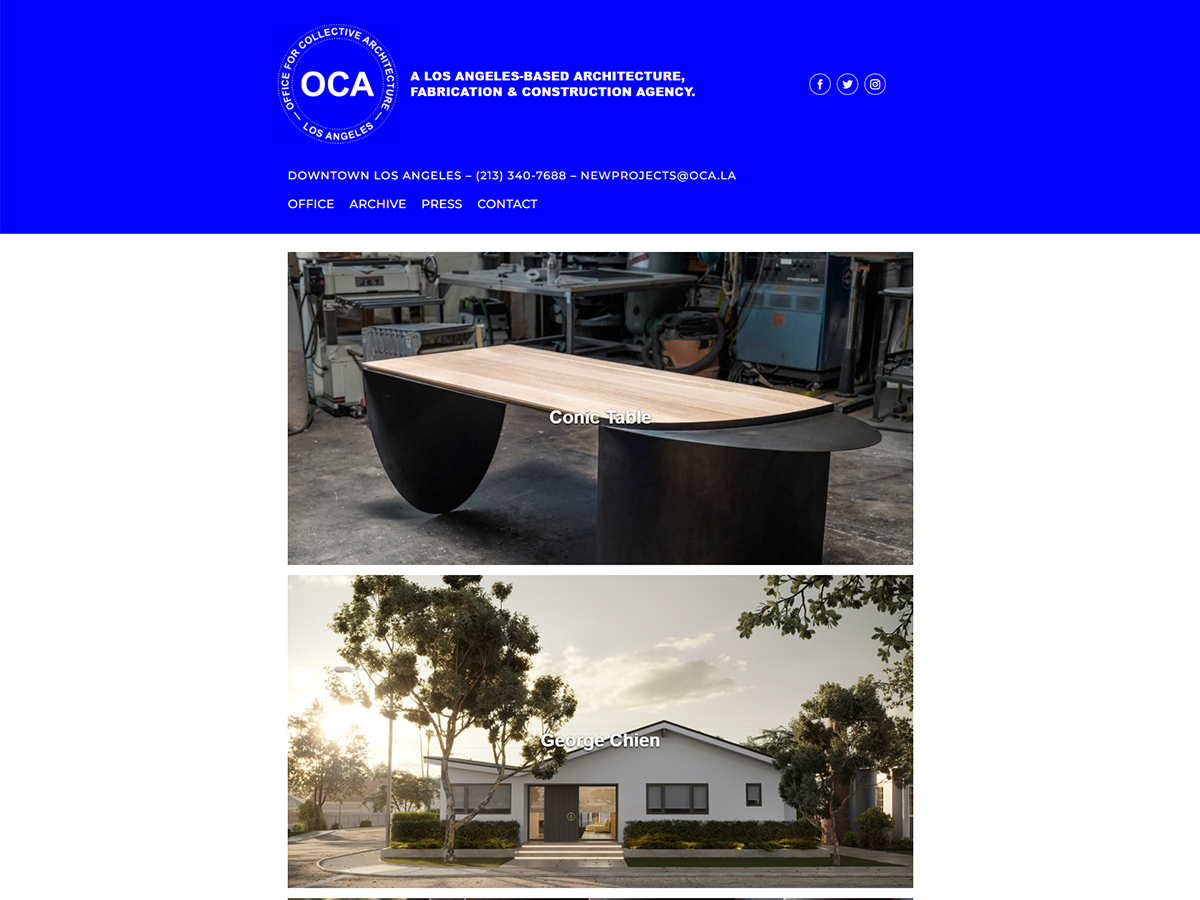 OFFICE FOR COLLECTIVE ARCHITECTURE
OCA
— LOS ANGELES —
A LOS ANGELES-BASED ARCHITECTURE,
FABRICATION & CONSTRUCTION AGENCY.
DOWNTOWN LOS ANGELES – (213) 340-7688 – NEWPROJECTS@OCA.LA
OFFICE ARCHIVE PRESS CONTACT
JET
Conic Table
George Chien